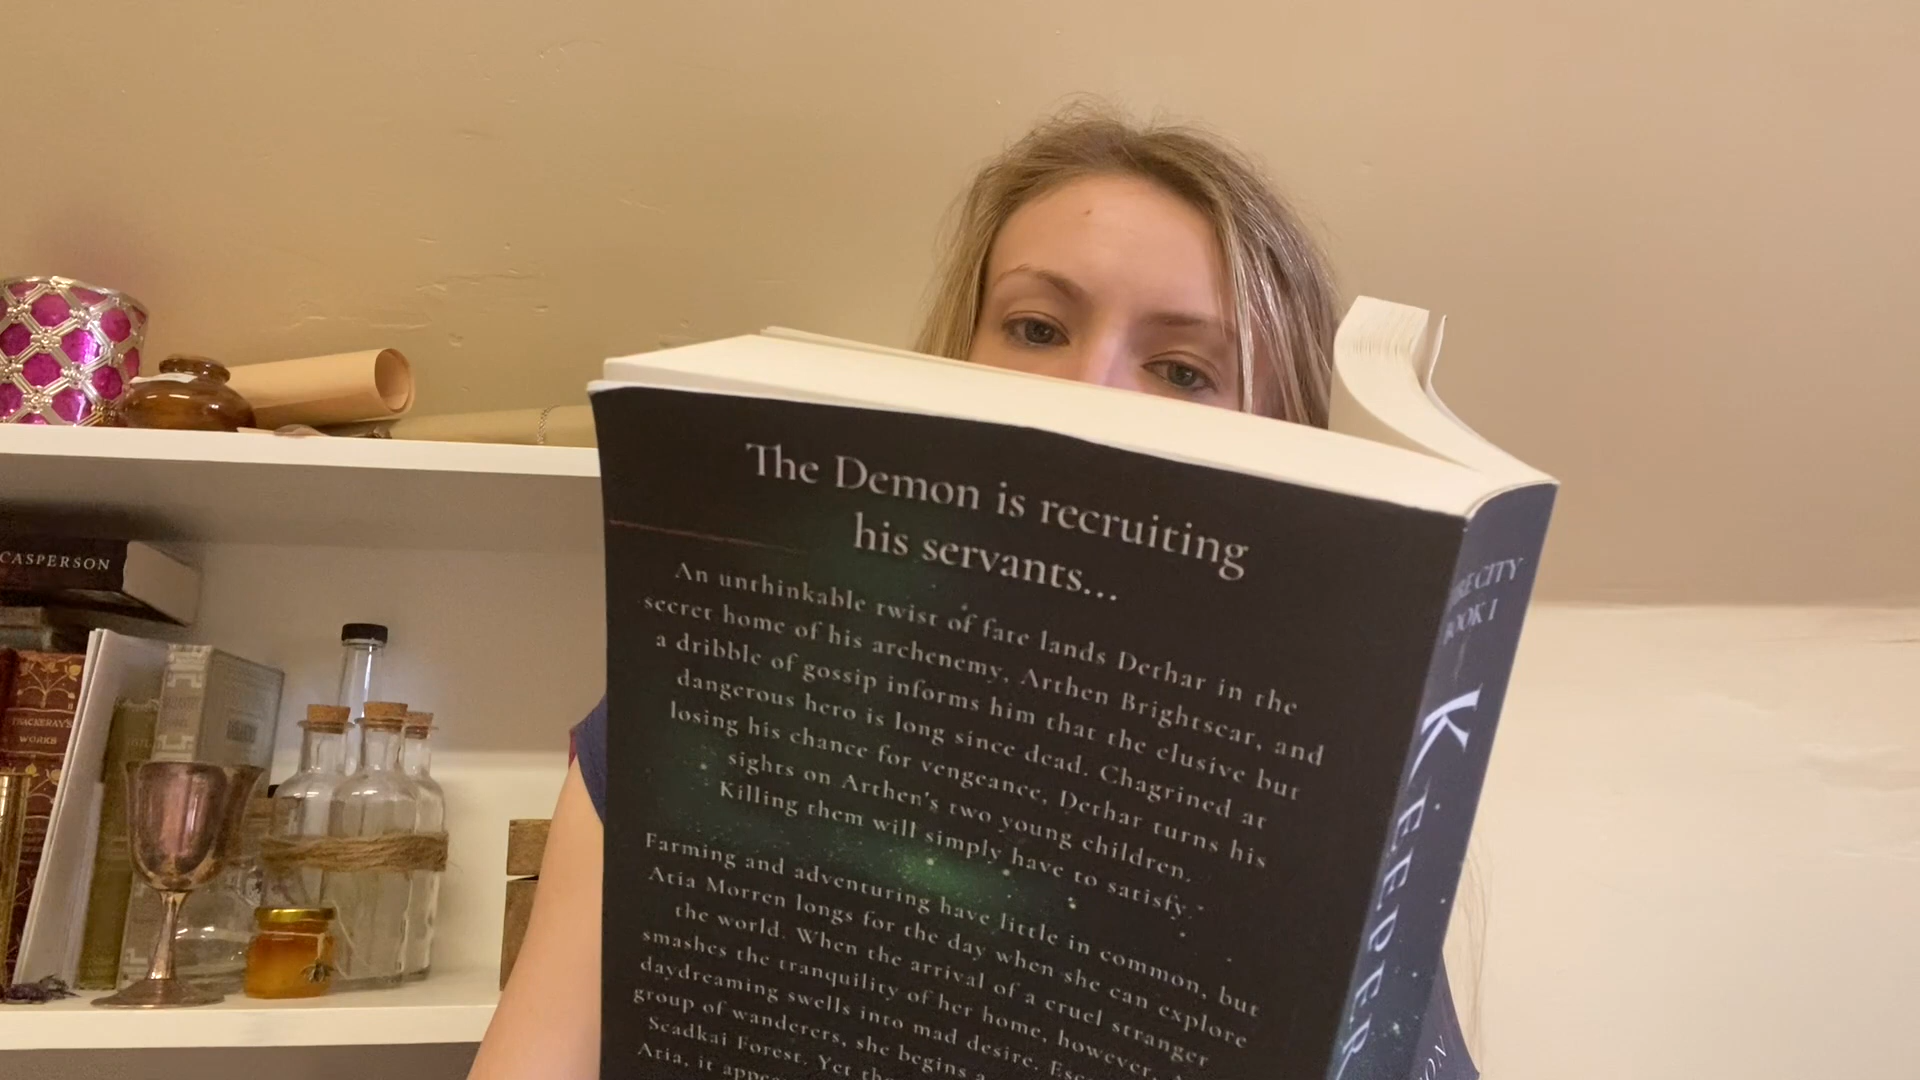 The Demon is recruiting
his servants...
An unthinkable twist of fate lands Dethar in the
secret home of his archenemy, Arthen Brightscar, and
a dribble of gossip informs him that the elusive but
dangerous hero is long since dead. Chagrined at
losing his chance for vengeance, Dethar turns his
sights on Arthen's two young children.
Killing them will simply have to satisfy.
Farming and adventuring have little in common, but
Atia Morren longs for the day when she can explore
the world. When the arrival of a cruel stranger
smashes the tranquility of her home, however,
daydreaming swells into mad desire.
group of wanderers, she begins a
Scadkai Forest. Yet
Atia, it
CITY
BOOK I
KEEPER
CASPERSON
THACKERAY'S
WORKS